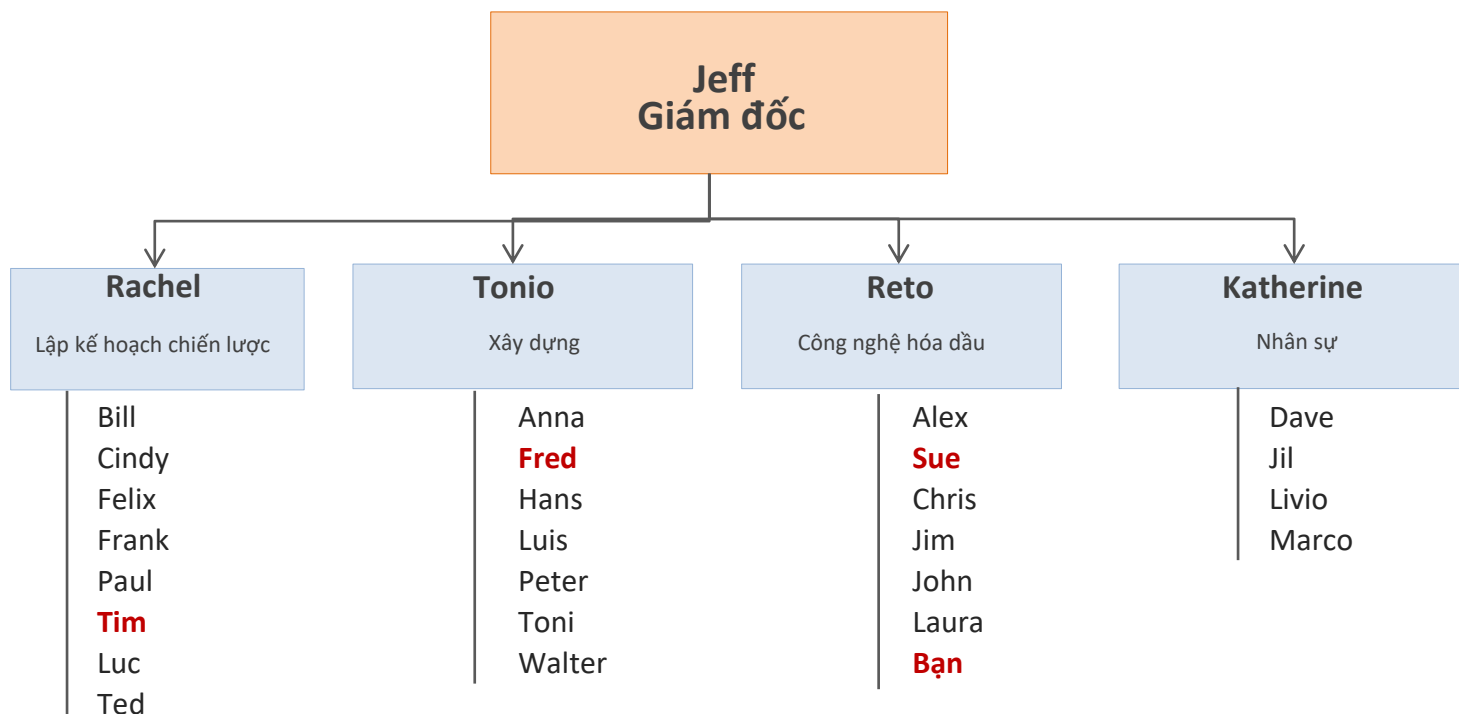 Jeff
Giám đốc
Rachel
Lập kế hoạch chiến lược
Bill
Cindy
Felix
Frank
Paul
Tim
Luc
Ted
Tonio
Xây dựng
Anna
Fred
Hans
Luis
Peter
Toni
Walter
Reto
Công nghệ hóa dầu
Alex
Sue
Chris
Jim
John
Laura
Bạn
Katherine
Nhân sự
Dave
Jil
Livio
Marco